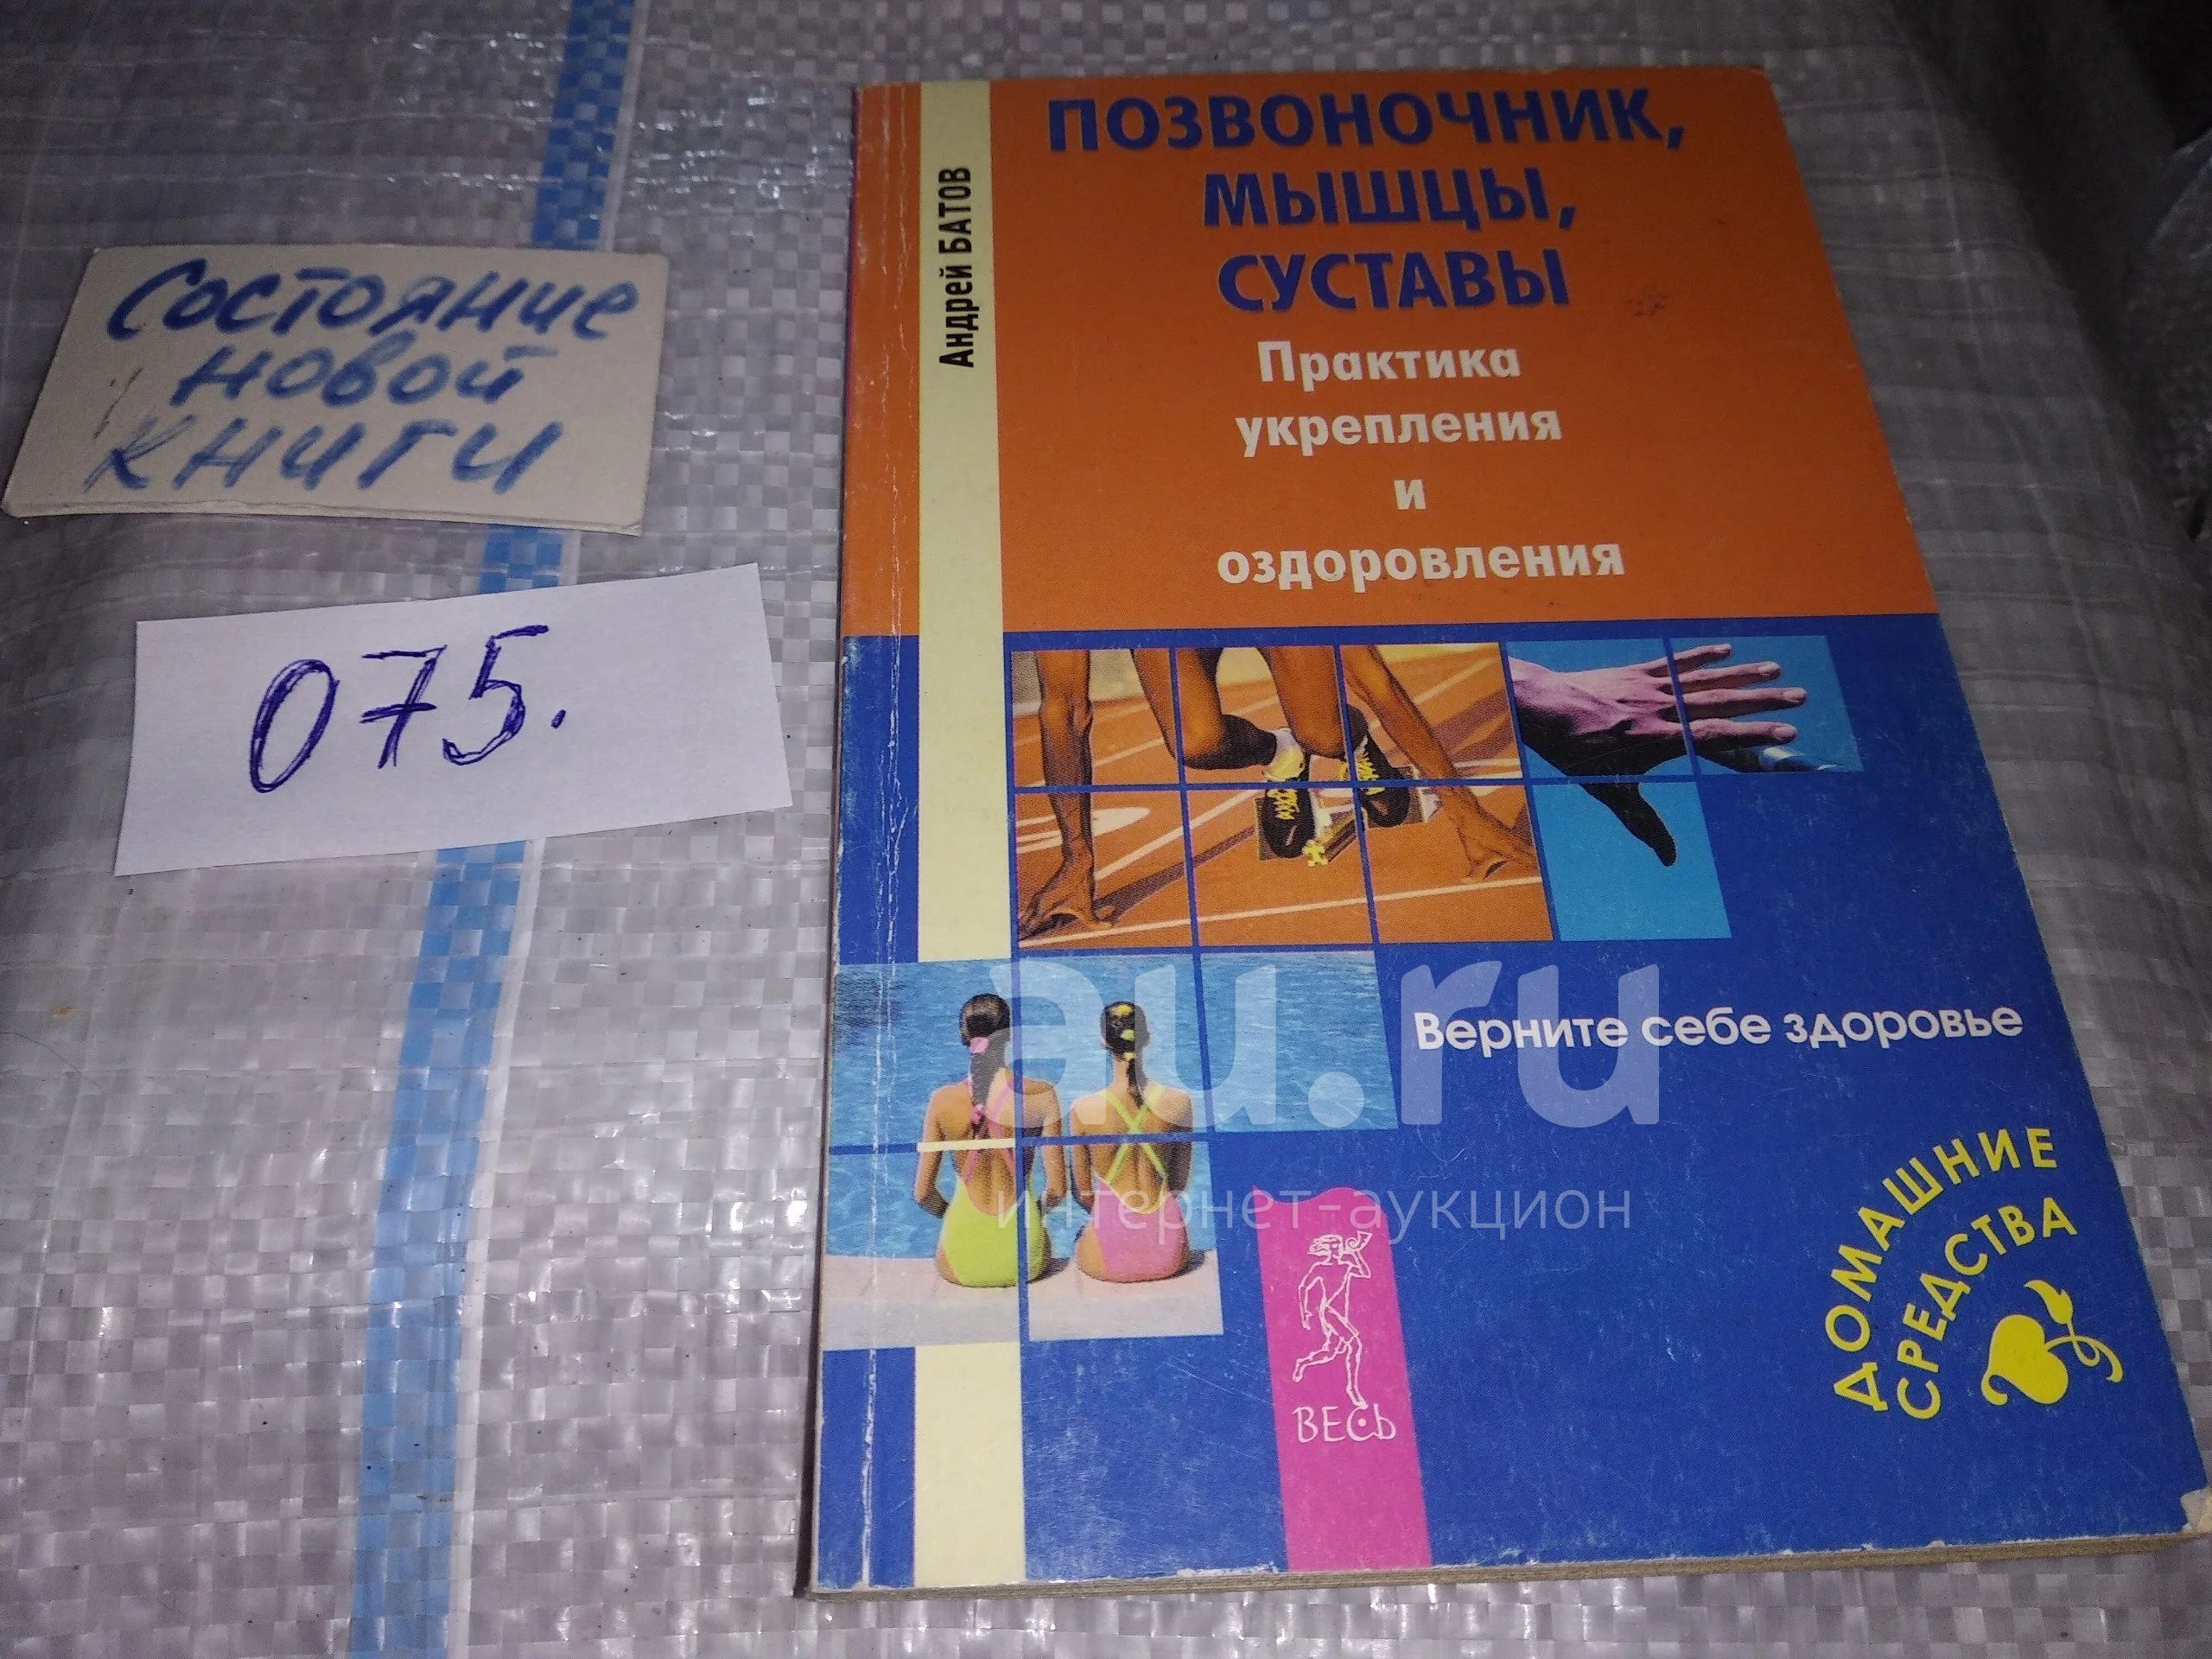 Состояние
новой
книги
075.
Андрей БАТОВ
ПОЗВОНОЧНИК,
МЫШЦЫ,
СУСТАВЫ
Практика
укрепления
и
оздоровления
Верните себе здоровье
ДОМАШНИЕ
СРЕДСТВА
ВЕСЬ
au.ru
интернет-аукцион